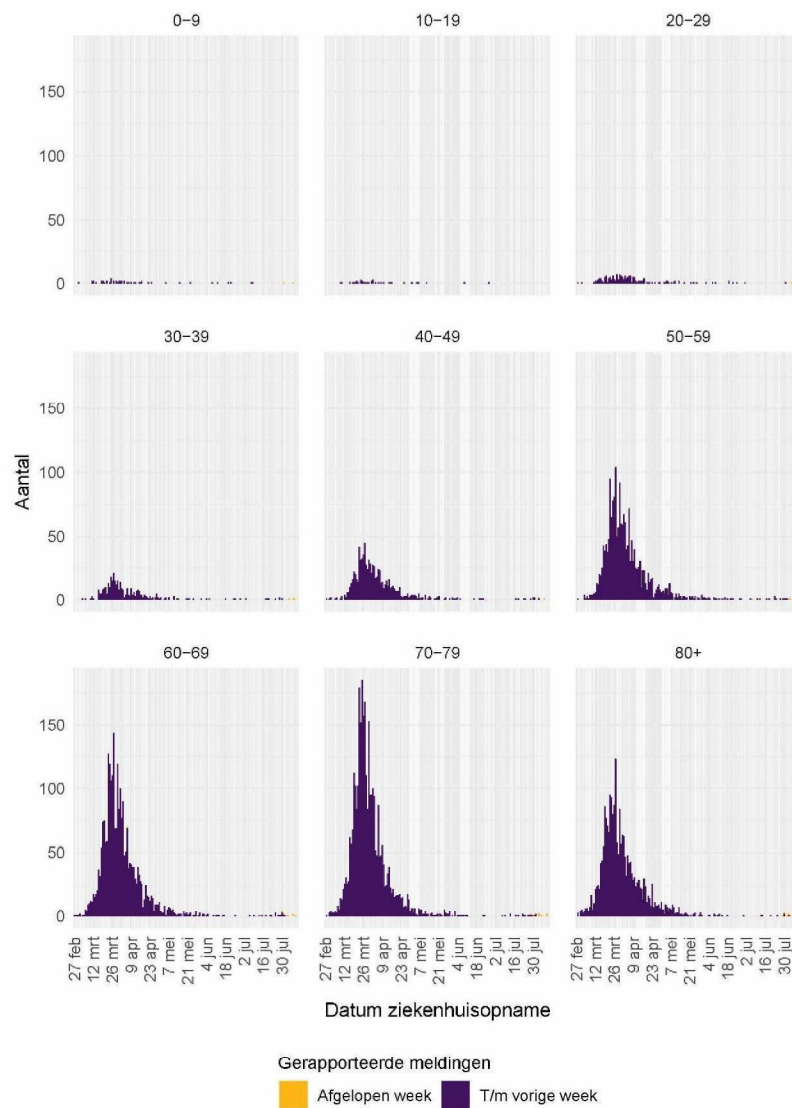 0−9
10−19
20−29
150
100
50
0
30−39
40−49
50−59
150
100
50
0
Aantal
60−69
70−79
80+
150
100
50
0
27 feb
12 mrt
26 mrt
9 apr
23 apr
7 mei
21 mei
4 jun
18 jun
2 jul
16 jul
30 jul
27 feb
12 mrt
26 mrt
9 apr
23 apr
7 mei
21 mei
4 jun
18 jun
2 jul
16 jul
30 jul
27 feb
12 mrt
26 mrt
9 apr
23 apr
7 mei
21 mei
4 jun
18 jun
2 jul
16 jul
30 jul
Datum ziekenhuisopname
Gerapporteerde meldingen
Afgelopen week
T/m vorige week